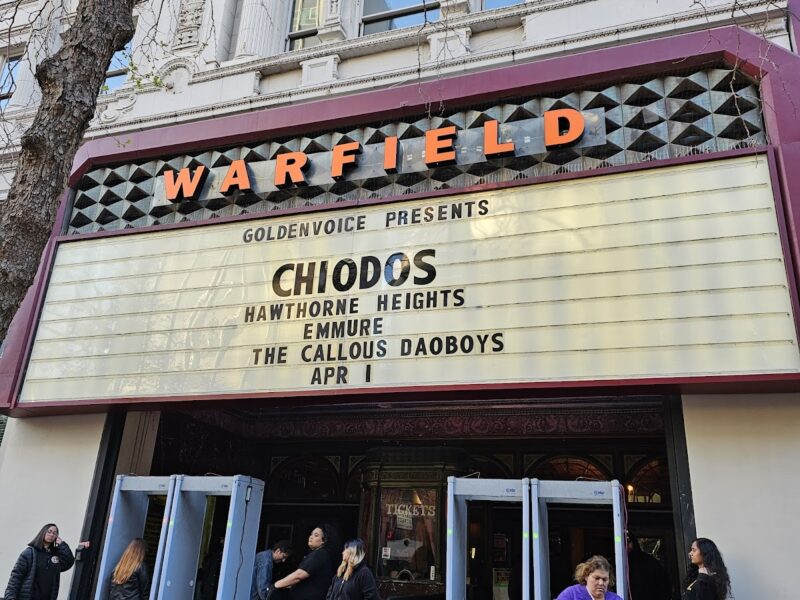 WARFIELD
GOLDENVOICE PRESENTS
CHIODOS
HAWTHORNE HEIGHTS
EMMURE
THE CALLOUS DAOBOYS
APR 1
TICKETS